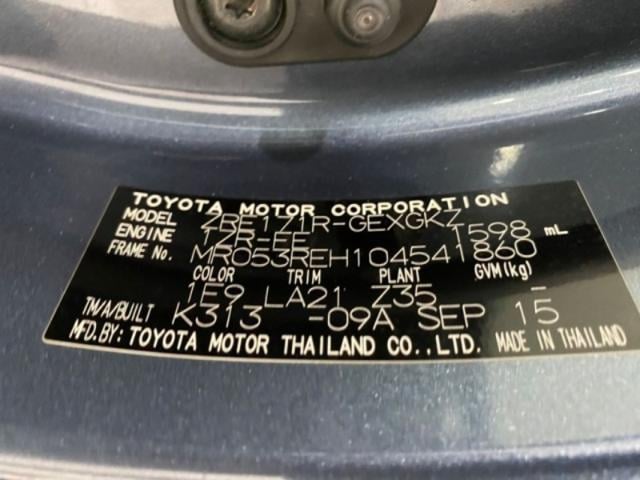 TOYOTA MOTOR CORPORATION
MODEL ZRE171R-GEXGKZ
ENGINE 1ZR-FE 1598 mL
FRAME No. MR053REH104541860
COLOR TRIM PLANT GVM(kg)
1E9 LA21 Z35 -
TM/A/BUILT K313 -09A SEP 15
MFD.BY: TOYOTA MOTOR THAILAND CO.,LTD. MADE IN THAILAND